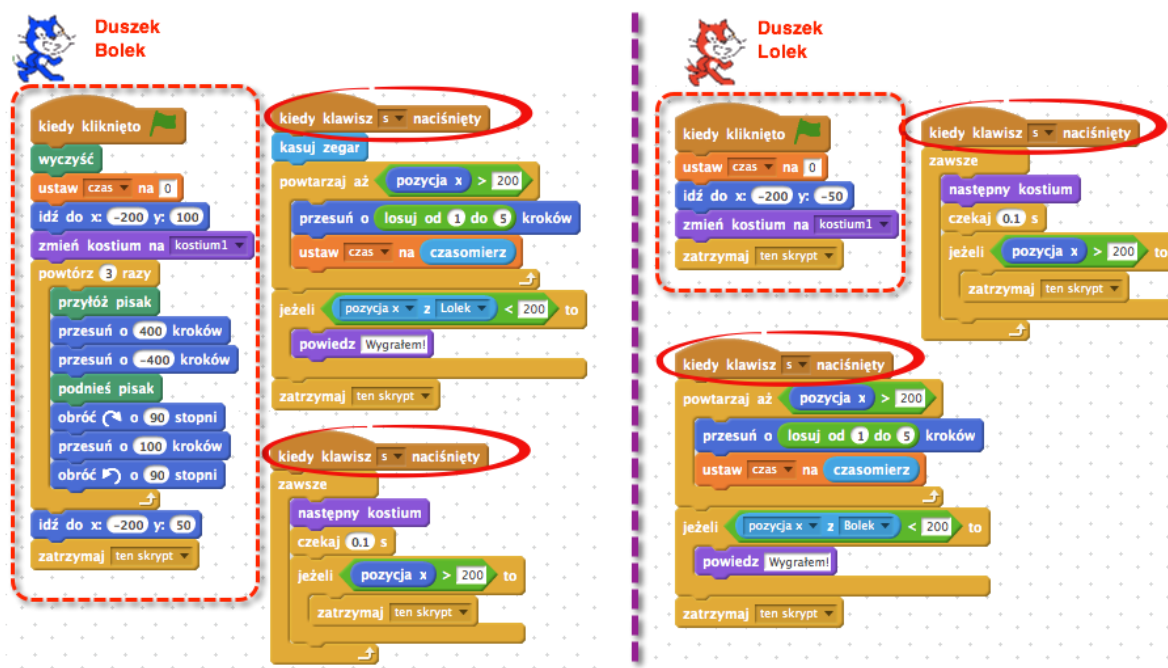 Duszek
Bolek
kiedy kliknięto
wyczyść
ustaw czas na 0
idź do x: -200 y: 100
zmień kostium na kostium1
powtórz 3 razy
przyłóż pisak
przesuń o 400 kroków
przesuń o -400 kroków
podnieś pisak
obróć o 90 stopni
przesuń o 100 kroków
obróć o 90 stopni
idź do x: -200 y: 50
zatrzymaj ten skrypt
kiedy klawisz s naciśnięty
kasuj zegar
powtarzaj aż pozycja x > 200
przesuń o losuj od 1 do 5 kroków
ustaw czas na czasomierz
jeżeli pozycja x z Lolek < 200 to
powiedz Wygrałem!
zatrzymaj ten skrypt
kiedy klawisz s naciśnięty
zawsze
następny kostium
czekaj 0.1 s
jeżeli pozycja x > 200 to
zatrzymaj ten skrypt
Duszek
Lolek
kiedy kliknięto
ustaw czas na 0
idź do x: -200 y: -50
zmień kostium na kostium1
zatrzymaj ten skrypt
kiedy klawisz s naciśnięty
zawsze
następny kostium
czekaj 0.1 s
jeżeli pozycja x > 200 to
zatrzymaj ten skrypt
kiedy klawisz s naciśnięty
powtarzaj aż pozycja x > 200
przesuń o losuj od 1 do 5 kroków
ustaw czas na czasomierz
jeżeli pozycja x z Bolek < 200 to
powiedz Wygrałem!
zatrzymaj ten skrypt